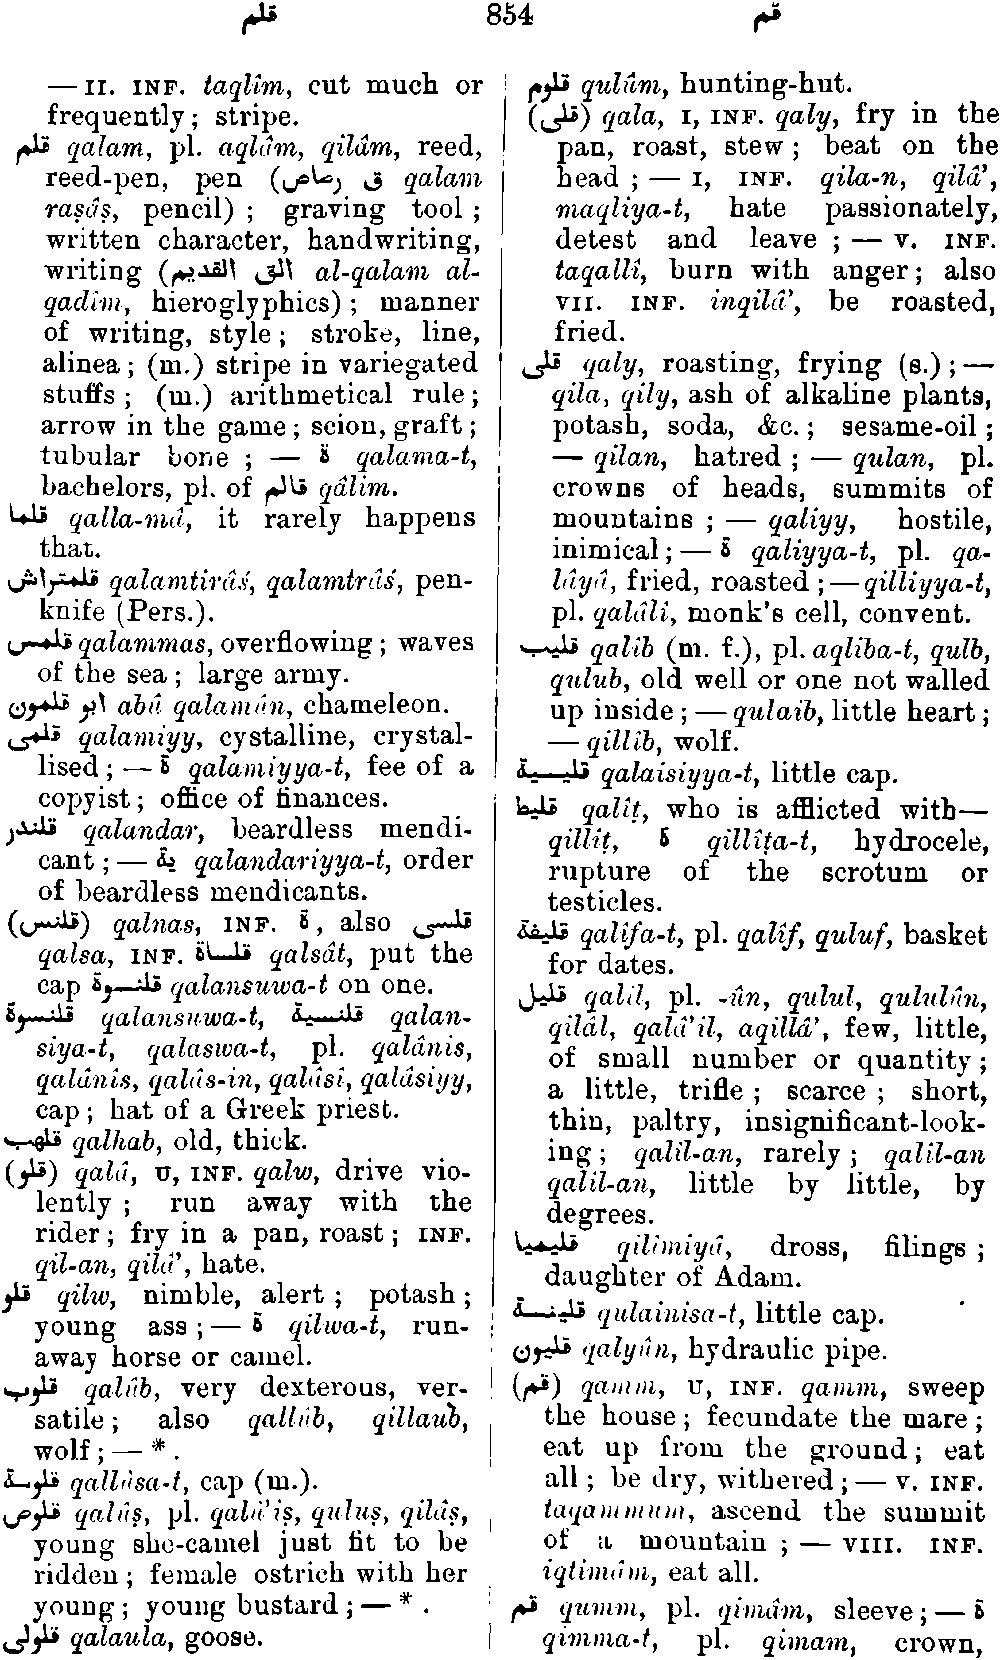 قلم 854 قم
— II. INF. taqlîm, cut much or
frequently; stripe.
قلم qalam, pl. aqlâm, qilâm, reed,
reed-pen, pen (ق رصاص qalam
raṣâṣ, pencil) ; graving tool ;
written character, handwriting,
writing (الق القديم al-qalam al-
qadîm, hieroglyphics) ; manner
of writing, style ; stroke, line,
alinea ; (m.) stripe in variegated
stuffs ; (m.) arithmetical rule ;
arrow in the game ; scion, graft ;
tubular bone ; — ة qalama-t,
bachelors, pl. of قالم qâlim.
قلما qalla-mâ, it rarely happens
that.
قلمتراش qalamtirâś, qalamtrâś, pen-
knife (Pers.).
قلمس qalammas, overflowing ; waves
of the sea ; large army.
ابو قلمون abû qalamûn, chameleon.
قلمى qalamiyy, cystalline, crystal-
lised ; — ة qalamiyya-t, fee of a
copyist ; office of finances.
قلندر qalandar, beardless mendi-
cant ; — ية qalandariyya-t, order
of beardless mendicants.
(قلنس) qalnas, INF. ة, also قلسى
qalsa, INF. قلساة qalsât, put the
cap قلنسوة qalansuwa-t on one.
قلنسوة qalansuwa-t, قلنسية qalan-
siya-t, qalaswa-t, pl. qalânis,
qalânîs, qalâs-in, qalâsî, qalâsiyy,
cap ; hat of a Greek priest.
قلهب qalhab, old, thick.
(قلو) qalâ, U, INF. qalw, drive vio-
lently ; run away with the
rider ; fry in a pan, roast ; INF.
qil-an, qilâ', hate.
قلو qilw, nimble, alert ; potash ;
young ass ; — ة qilwa-t, run-
away horse or camel.
قلوب qalûb, very dexterous, ver-
satile ; also qallûb, qillaub,
wolf ; — * .
قلوسة qallûsa-t, cap (m.).
قلوص qalûṣ, pl. qalâ'iṣ, quluṣ, qilâṣ,
young she-camel just fit to be
ridden ; female ostrich with her
young ; young bustard ; — * .
قلولى qalaula, goose.
قلوم qulûm, hunting-hut.
(قلى) qala, I, INF. qaly, fry in the
pan, roast, stew ; beat on the
head ; — I, INF. qila-n, qilâ',
maqliya-t, hate passionately,
detest and leave ; — V. INF.
taqallî, burn with anger ; also
VII. INF. inqilâ', be roasted,
fried.
قلى qaly, roasting, frying (s.) ; —
qila, qily, ash of alkaline plants,
potash, soda, &c. ; sesame-oil ;
— qilan, hatred ; — qulan, pl.
crowns of heads, summits of
mountains ; — qaliyy, hostile,
inimical ; — ة qaliyya-t, pl. qa-
lâyâ, fried, roasted ; — qilliyya-t,
pl. qalâlî, monk's cell, convent.
قليب qalîb (m. f.), pl. aqliba-t, qulb,
qulub, old well or one not walled
up inside ; — qulaib, little heart ;
— qillîb, wolf.
قليسية qalaisiyya-t, little cap.
قليط qalîṭ, who is afflicted with—
qillîṭ, ة qillîṭa-t, hydrocele,
rupture of the scrotum or
testicles.
قليفة qalîfa-t, pl. qalîf, quluf, basket
for dates.
قليل qalîl, pl. -ûn, qulul, qululûn,
qilâl, qalâ'il, aqillâ', few, little,
of small number or quantity ;
a little, trifle ; scarce ; short,
thin, paltry, insignificant-look-
ing ; qalîl-an, rarely ; qalîl-an
qalîl-an, little by little, by
degrees.
قليميا qilîmiyâ, dross, filings ;
daughter of Adam.
قلينسة qulainisa-t, little cap.
قليون qalyûn, hydraulic pipe.
(قم) qamm, U, INF. qamm, sweep
the house ; fecundate the mare ;
eat up from the ground ; eat
all ; be dry, withered ; — V. INF.
taqammum, ascend the summit
of a mountain ; — VIII. INF.
iqtimâm, eat all.
قم qumm, pl. qimâm, sleeve ; — ة
qimma-t, pl. qimam, crown,